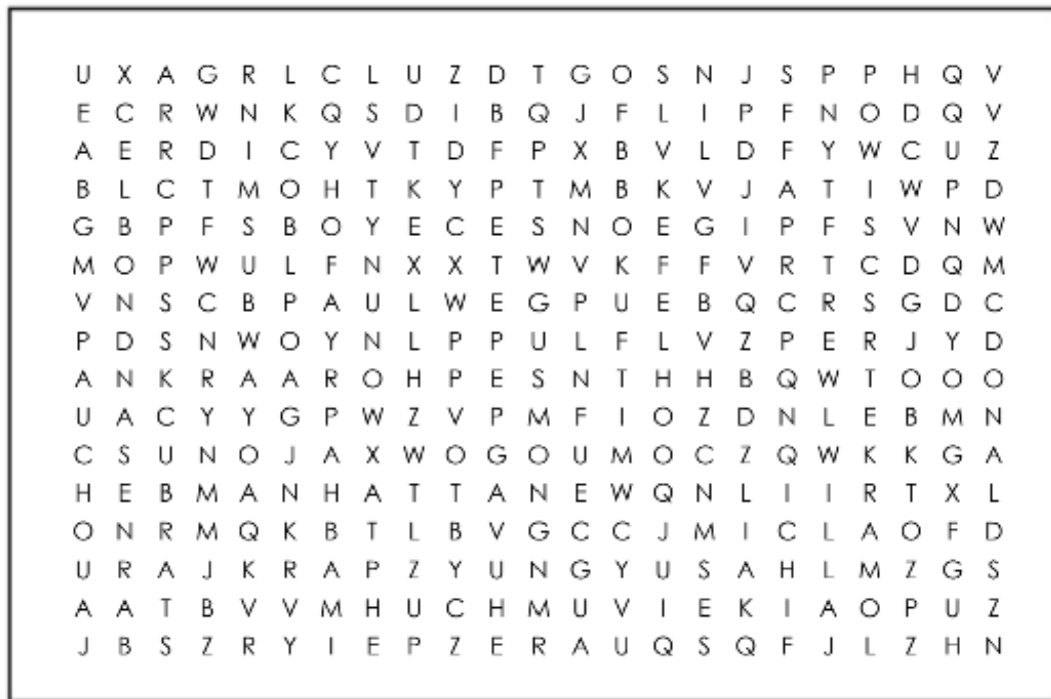 U X A G R L C L U Z D T G O S N J S P P H Q V
E C R W N K Q S D I B Q J F L I P F N O D Q V
A E R D I C Y V T D F P X B V L D F Y W C U Z
B L C T M O H T K Y P T M B K V J A T I W P D
G B P F S B O Y E C E S N O E G I P F S V N W
M O P W U L F N X X T W V K F F V R T C D Q M
V N S C B P A U L W E G P U E B Q C R S G D C
P D S N W O Y N L P P U L F L V Z P E R J Y D
A N K R A A R O H P E S N T H H B Q W T O O O
U A C Y Y G P W Z V P M F I O Z D N L E B M N
C S U N O J A X W O G O U M O C Z Q W K K G A
H E B M A N H A T T A N E W Q N L I I R T X L
O N R M Q K B T L B V G C C J M I C L A O F D
U R A J K R A P Z Y U N G Y U S A H L M Z G S
A A T B V V M H U C H M U V I E K I A O P U Z
J B S Z R Y I E P Z E R A U Q S Q F J L Z H N